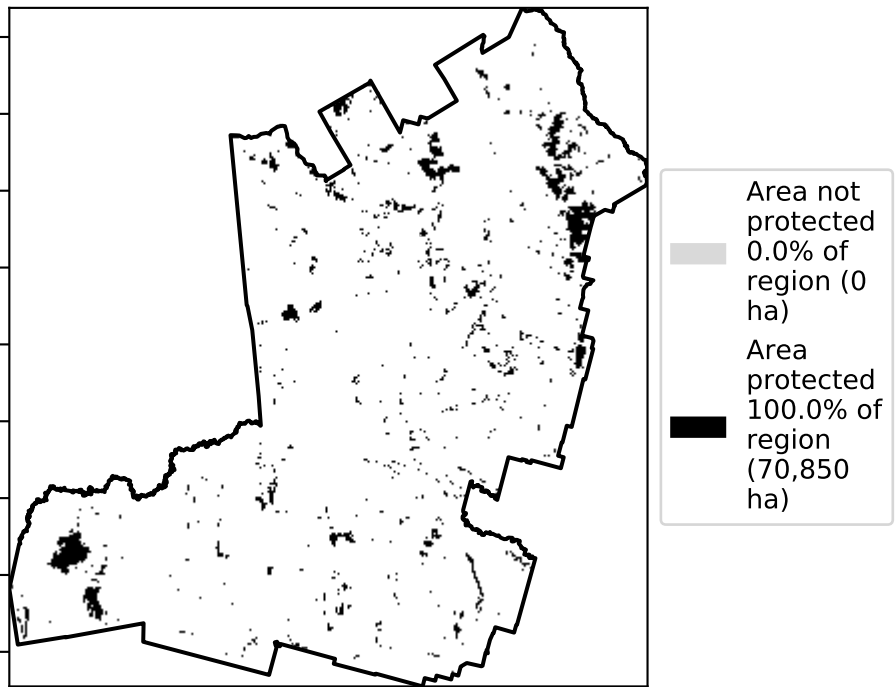 Area not
protected
0.0% of
region (0
ha)
Area
protected
100.0% of
region
(70,850
ha)